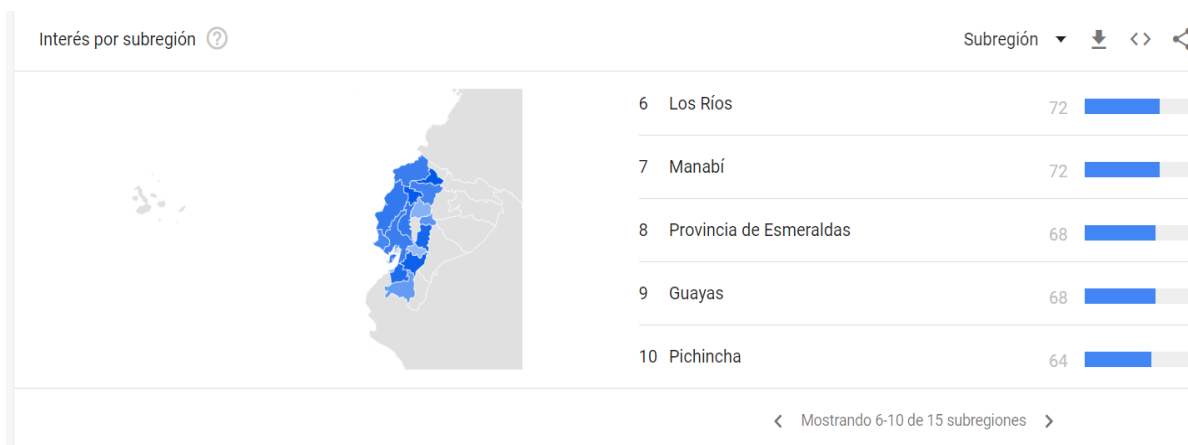 Interés por subregión ?
Subregión <>
6 Los Ríos 72
7 Manabí 72
8 Provincia de Esmeraldas 68
9 Guayas 68
10 Pichincha 64
Mostrando 6-10 de 15 subregiones